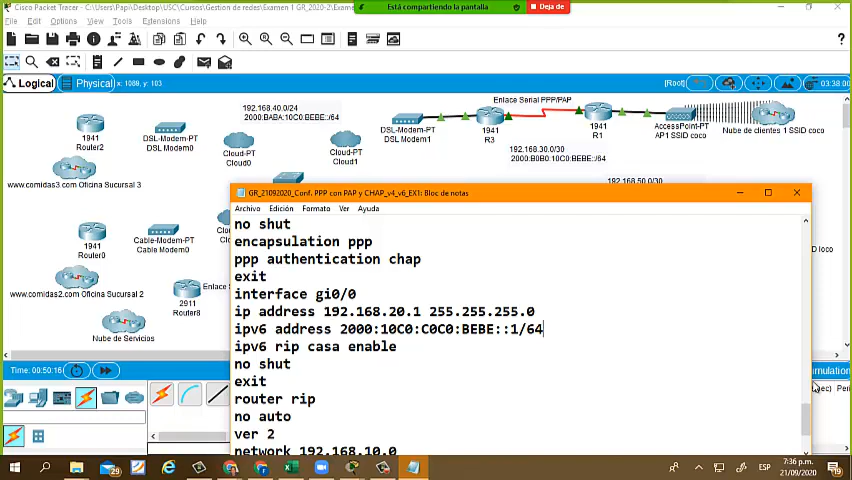 Cisco Packet Tracer - C:\Users\Papi\Desktop\USC\Cursos\Gestion de redes\Examen 1 GR_2020-2\Exame
Está compartiendo la pantalla
Deja de
File Edit Options View Tools Extensions Help
Logical
Physical
x: 1089, y: 103
[Root]
03:38:00
192.168.40.0/24
2000:BABA:10C0:BEBE::/64
Enlace Serial PPP/PAP
1941
Router2
DSL-Modem-PT
DSL Modem0
Cloud-PT
Cloud0
Cloud-PT
Cloud1
DSL-Modem-PT
DSL Modem1
1941
R3
1941
R1
AccessPoint-PT
AP1 SSID coco
Nube de clientes 1 SSID coco
192.168.30.0/30
2000:B0B0:10C0:BEBE::/64
192.168.50.0/30
www.comidas3.com Oficina Sucursal 3
1941
Router0
Cable-Modem-PT
Cable Modem0
www.comidas2.com Oficina Sucursal 2
2911
Router8
Enlace S
Nube de Servicios
olo coco
Time: 00:50:16
imulation
GR_21092020_Conf. PPP con PAP y CHAP_v4_v6_EX1: Bloc de notas
Archivo Edición Formato Ver Ayuda
no shut
encapsulation ppp
ppp authentication chap
exit
interface gi0/0
ip address 192.168.20.1 255.255.255.0
ipv6 address 2000:10C0:C0C0:BEBE::1/64
ipv6 rip casa enable
no shut
exit
router rip
no auto
ver 2
network 192.168.10.0
29
ESP
7:36 p.m.
21/09/2020
19